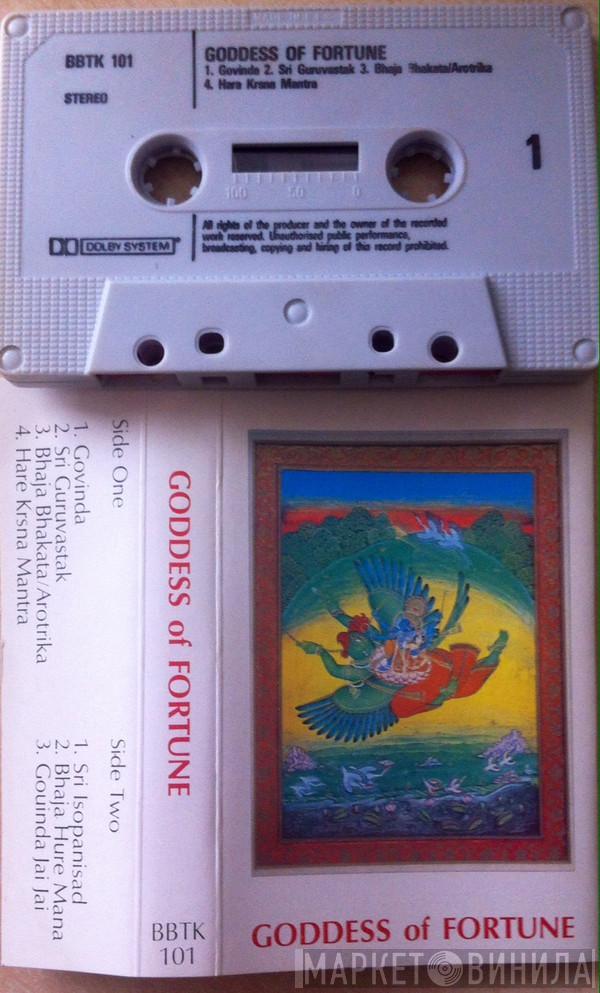 BBTK 101
STEREO
GODDESS OF FORTUNE
1. Govinda 2. Sri Guruvastak 3. Bhaja Bhakata/Arotrika
4. Hara Krsna Mantra
1
100 50 0
DOLBY SYSTEM
All rights of the producer and the owner of the recorded
work reserved. Unauthorised public performance,
broadcasting, copying and hiring of this record prohibited.
Side One
1. Govinda
2. Sri Guruvastak
3. Bhaja Bhakata/Arotrika
4. Hare Krsna Mantra
Side Two
1. Sri Isopanisad
2. Bhaja Hure Mana
3. Gouinda Jai Jai
GODDESS of FORTUNE
BBTK
101
GODDESS of FORTUNE
МАРКЕТ ВИНИЛА